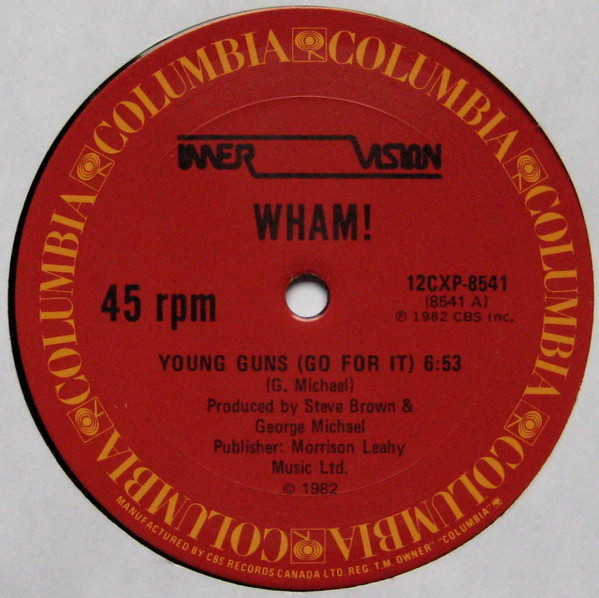 COLUMBIA COLUMBIA COLUMBIA COLUMBIA COLUMBIA COLUMBIA COLUMBIA COLUMBIA
INNER VISION
WHAM!
45 rpm
12CXP-8541
(8541 A)
℗ 1982 CBS Inc.
YOUNG GUNS (GO FOR IT) 6:53
(G. Michael)
Produced by Steve Brown &
George Michael
Publisher: Morrison Leahy
Music Ltd.
© 1982
MANUFACTURED BY CBS RECORDS CANADA LTD. REG. T.M. OWNER" "COLUMBIA"